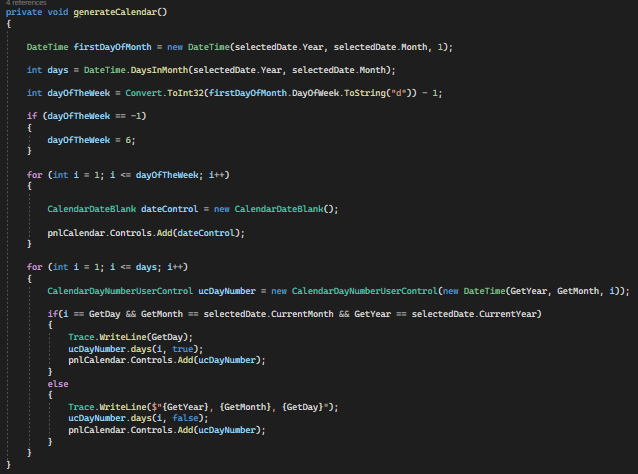 4 references
private void generateCalendar()
{
DateTime firstDayOfMonth = new DateTime(selectedDate.Year, selectedDate.Month, 1);
int days = DateTime.DaysInMonth(selectedDate.Year, selectedDate.Month);
int dayOfTheWeek = Convert.ToInt32(firstDayOfMonth.DayOfWeek.ToString("d")) - 1;
if (dayOfTheWeek == -1)
{
dayOfTheWeek = 6;
}
for (int i = 1; i <= dayOfTheWeek; i++)
{
CalendarDateBlank dateControl = new CalendarDateBlank();
pnlCalendar.Controls.Add(dateControl);
}
for (int i = 1; i <= days; i++)
{
CalendarDayNumberUserControl ucDayNumber = new CalendarDayNumberUserControl(new DateTime(GetYear, GetMonth, i));
if(i == GetDay && GetMonth == selectedDate.CurrentMonth && GetYear == selectedDate.CurrentYear)
{
Trace.WriteLine(GetDay);
ucDayNumber.days(i, true);
pnlCalendar.Controls.Add(ucDayNumber);
}
else
{
Trace.WriteLine($"{GetYear}, {GetMonth}, {GetDay}");
ucDayNumber.days(i, false);
pnlCalendar.Controls.Add(ucDayNumber);
}
}
}